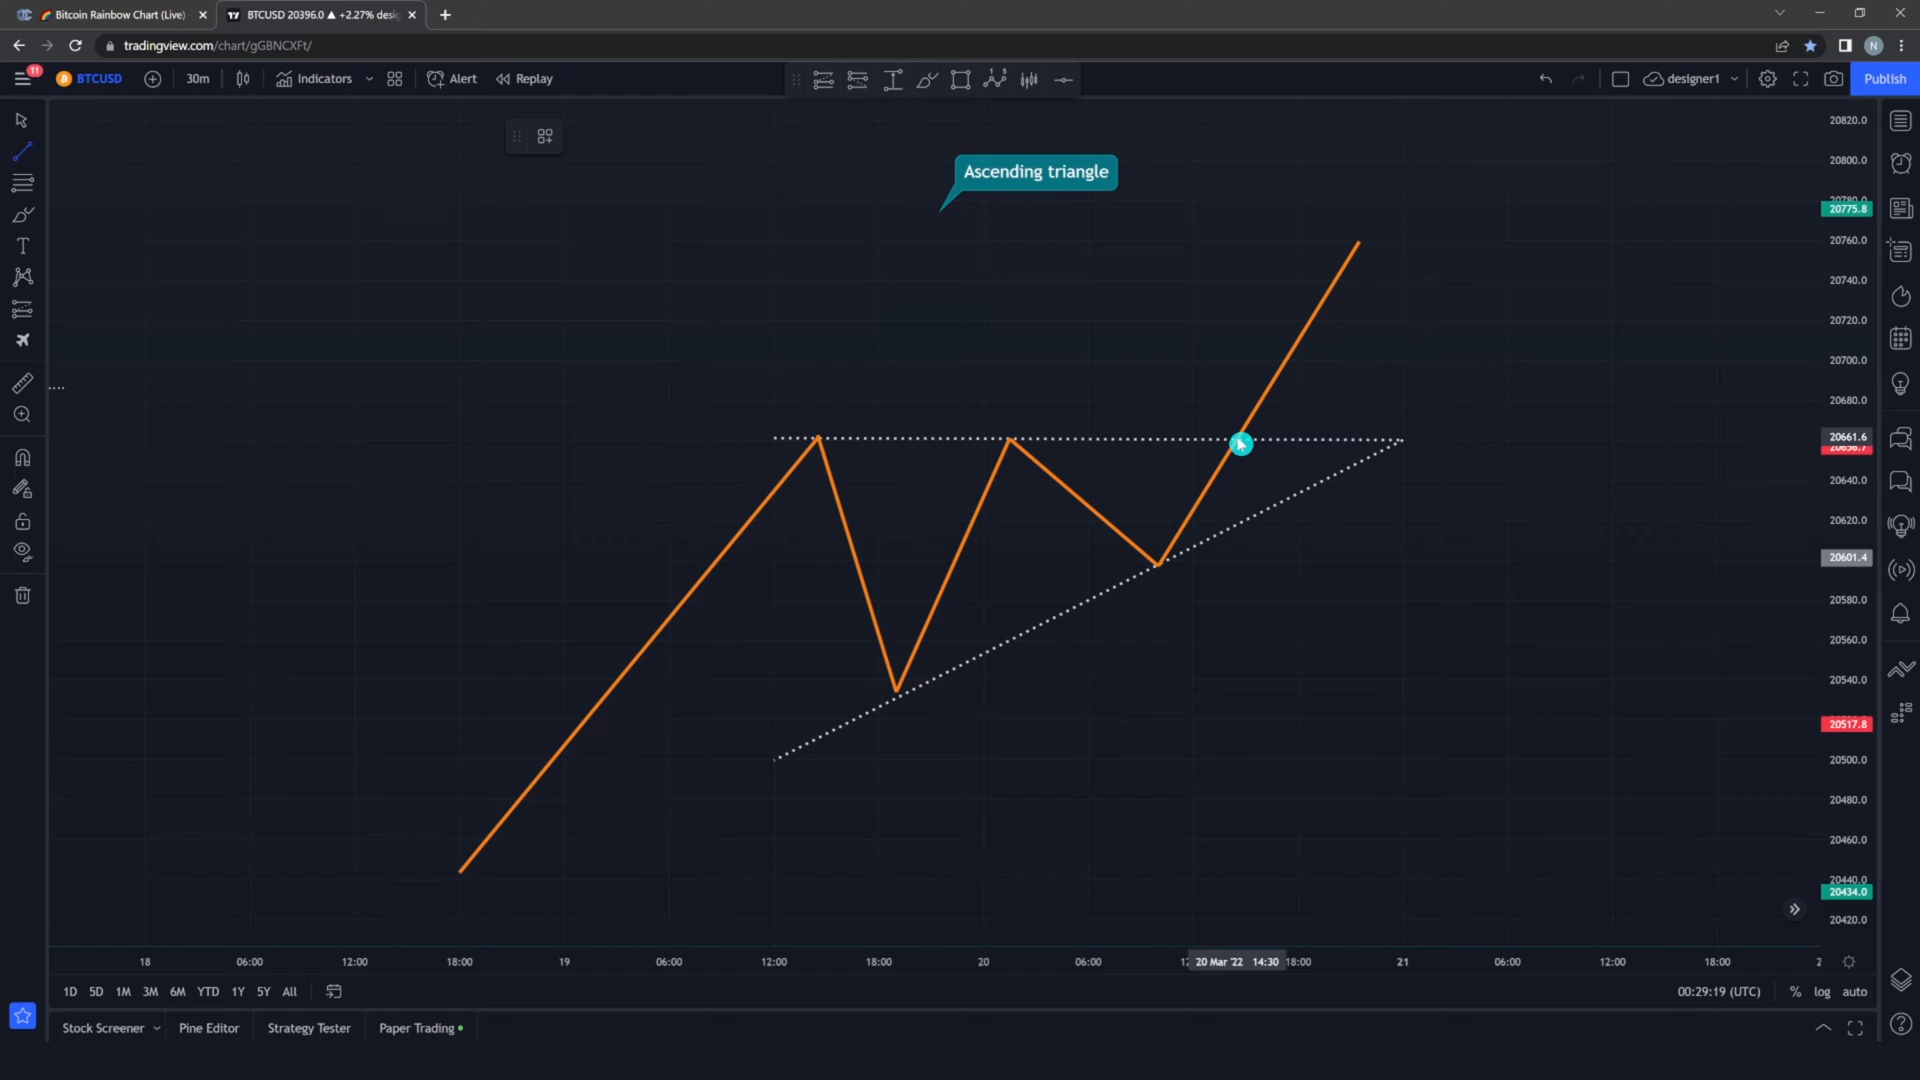 Bitcoin Rainbow Chart (Live)
BTCUSD 20396.0 ▲ +2.27% desi
tradingview.com/chart/gGBNCXFt/
N
11
BTCUSD
30m
Indicators
Alert
Replay
designer1
Publish
Ascending triangle
20820.0
20800.0
20775.8
20760.0
20740.0
20720.0
20700.0
20680.0
20661.6
20640.0
20620.0
20601.4
20580.0
20560.0
20540.0
20517.8
20500.0
20480.0
20460.0
20440.0
20434.0
20420.0
18
06:00
12:00
18:00
19
06:00
12:00
18:00
20
06:00
20 Mar '22 14:30
18:00
21
06:00
12:00
18:00
2
1D 5D 1M 3M 6M YTD 1Y 5Y All
00:29:19 (UTC) % log auto
Stock Screener
Pine Editor
Strategy Tester
Paper Trading